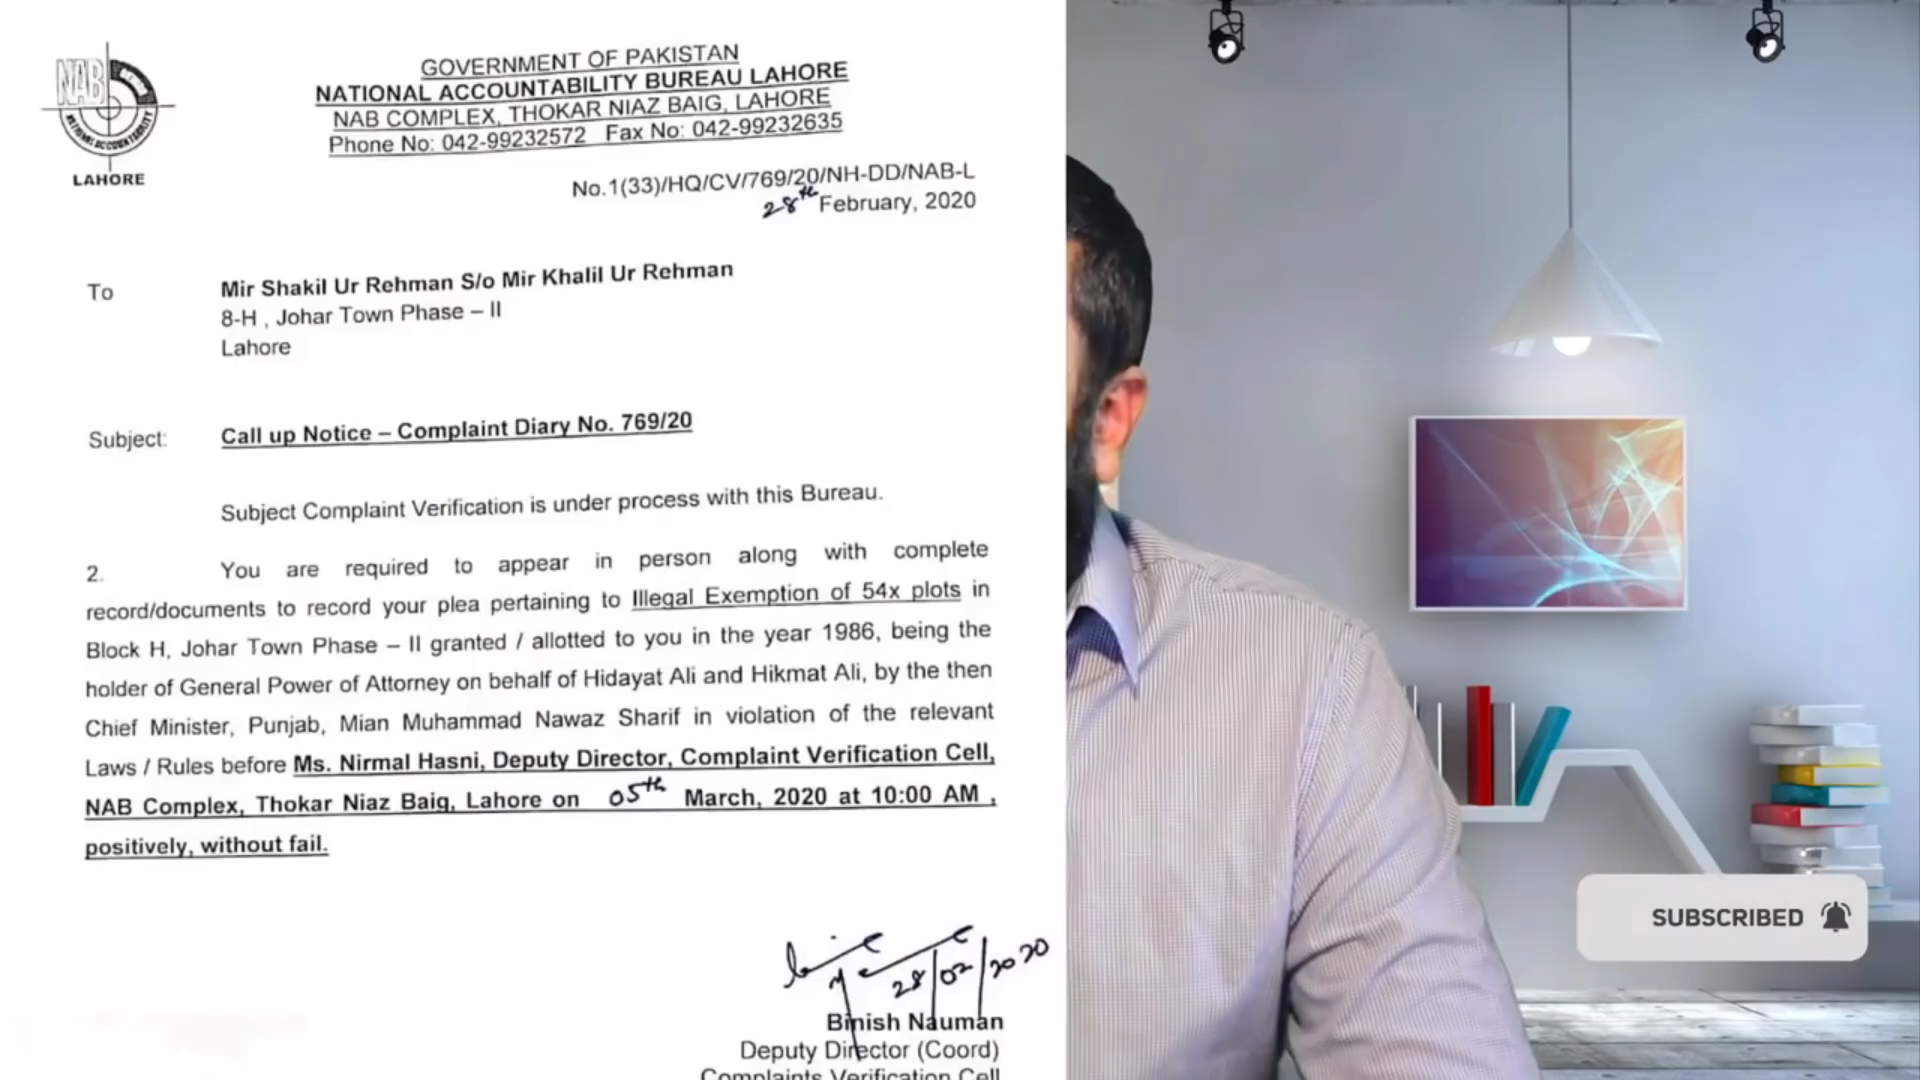 NAB
NATIONAL ACCOUNTABILITY
LAHORE
GOVERNMENT OF PAKISTAN
NATIONAL ACCOUNTABILITY BUREAU LAHORE
NAB COMPLEX, THOKAR NIAZ BAIG, LAHORE
Phone No: 042-99232572 Fax No: 042-99232635
No.1(33)/HQ/CV/769/20/NH-DD/NAB-L
28th February, 2020
To
Mir Shakil Ur Rehman S/o Mir Khalil Ur Rehman
8-H , Johar Town Phase – II
Lahore
Subject: Call up Notice – Complaint Diary No. 769/20
Subject Complaint Verification is under process with this Bureau.
2. You are required to appear in person along with complete
record/documents to record your plea pertaining to Illegal Exemption of 54x plots in
Block H, Johar Town Phase – II granted / allotted to you in the year 1986, being the
holder of General Power of Attorney on behalf of Hidayat Ali and Hikmat Ali, by the then
Chief Minister, Punjab, Mian Muhammad Nawaz Sharif in violation of the relevant
Laws / Rules before Ms. Nirmal Hasni, Deputy Director, Complaint Verification Cell,
NAB Complex, Thokar Niaz Baig, Lahore on 05th March, 2020 at 10:00 AM ,
positively, without fail.
28/02/2020
Binish Nauman
Deputy Director (Coord)
Complaints Verification Cell
SUBSCRIBED